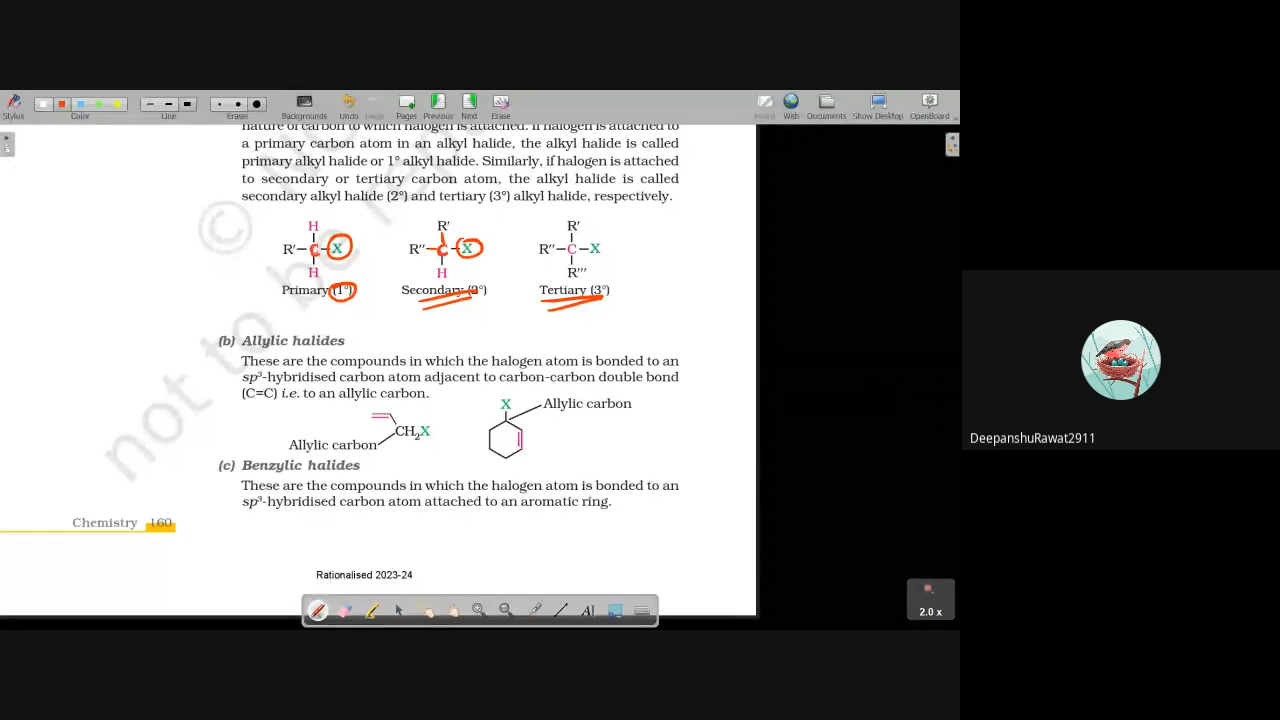 Stylus Color Line Eraser Backgrounds Undo Pages Previous Next Erase Board Web Documents Show Desktop OpenBoard
nature of carbon to which halogen is attached. If halogen is attached to
a primary carbon atom in an alkyl halide, the alkyl halide is called
primary alkyl halide or 1° alkyl halide. Similarly, if halogen is attached
to secondary or tertiary carbon atom, the alkyl halide is called
secondary alkyl halide (2°) and tertiary (3°) alkyl halide, respectively.
H R′ R′
R′–C–X R′′–C–X R′′–C–X
H H R′′′
Primary (1°) Secondary (2°) Tertiary (3°)
(b) Allylic halides
These are the compounds in which the halogen atom is bonded to an
sp³-hybridised carbon atom adjacent to carbon-carbon double bond
(C=C) i.e. to an allylic carbon.
X Allylic carbon
CH₂X
Allylic carbon
(c) Benzylic halides
These are the compounds in which the halogen atom is bonded to an
sp³-hybridised carbon atom attached to an aromatic ring.
Chemistry 160
Rationalised 2023-24
not to be re
©
2.0 x
DeepanshuRawat2911